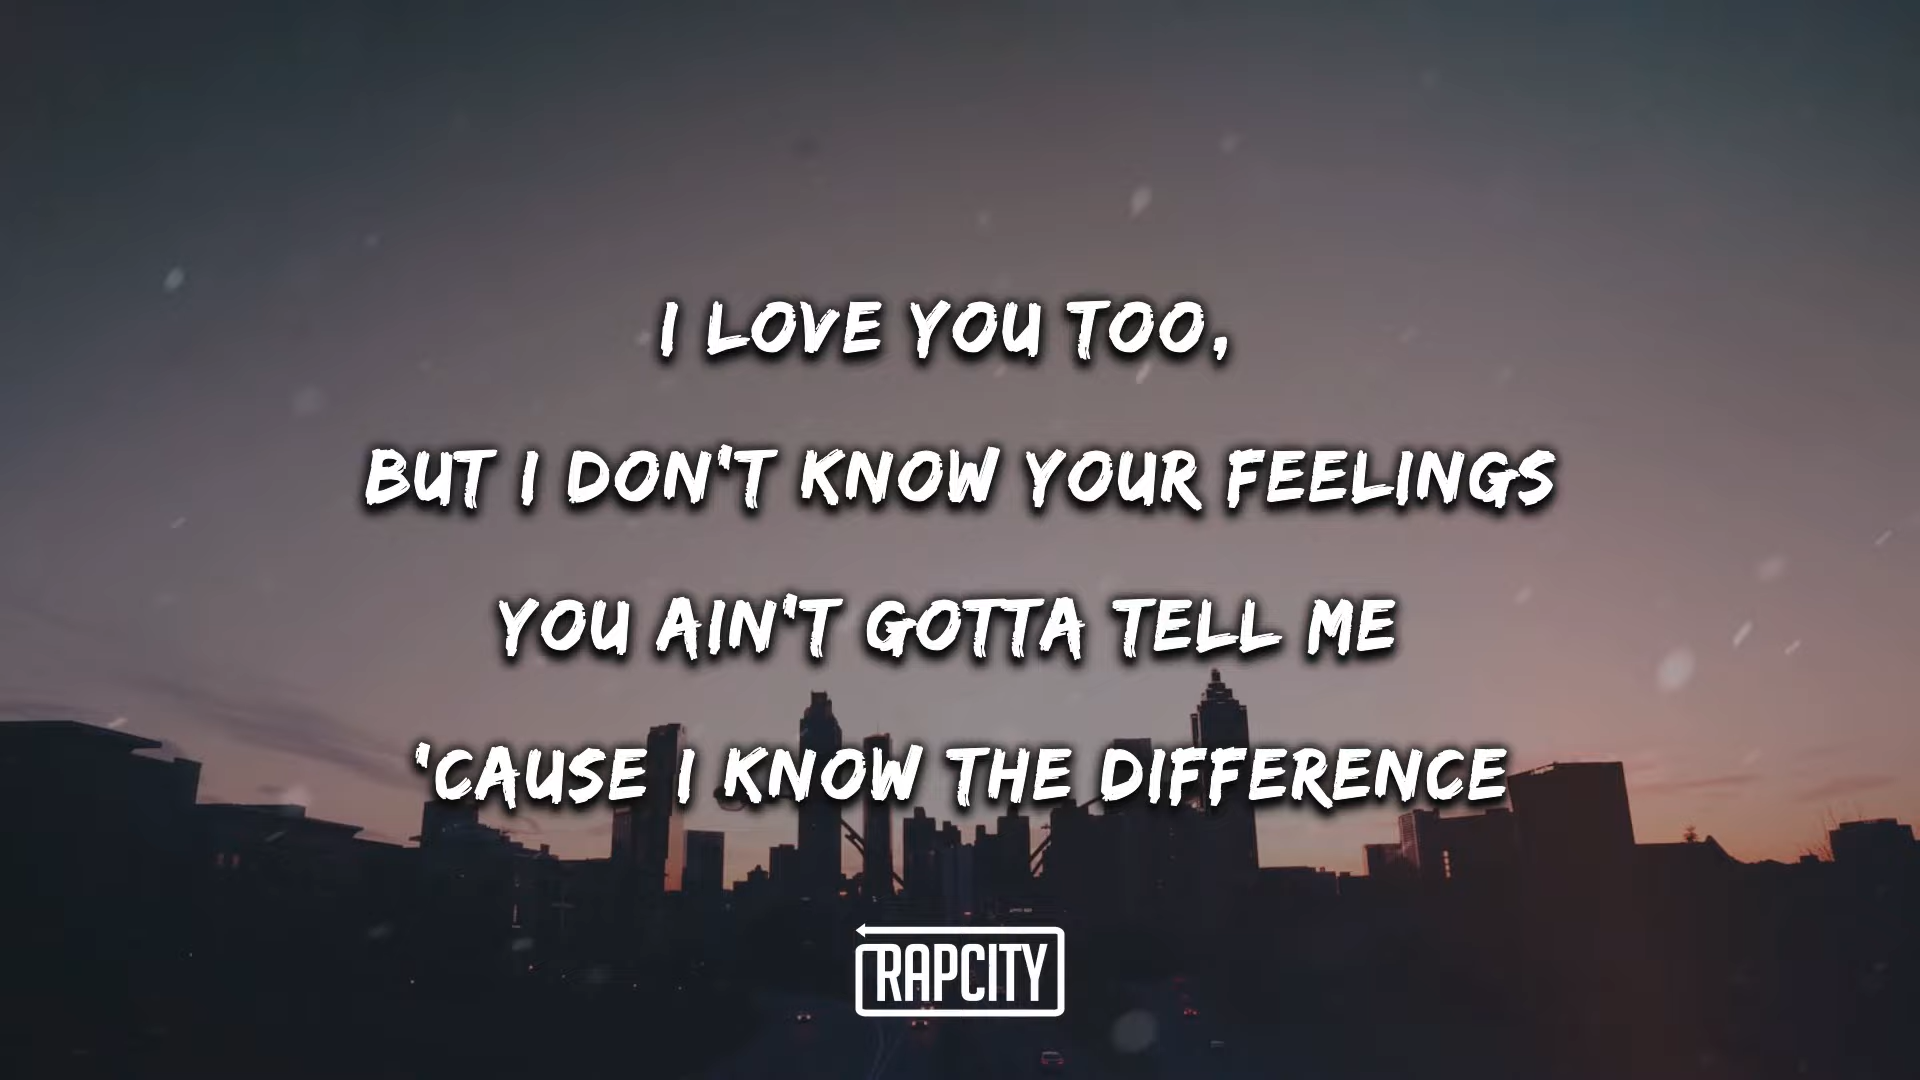 I LOVE YOU TOO,
BUT I DON'T KNOW YOUR FEELINGS
YOU AIN'T GOTTA TELL ME
'CAUSE I KNOW THE DIFFERENCE
RAPCITY